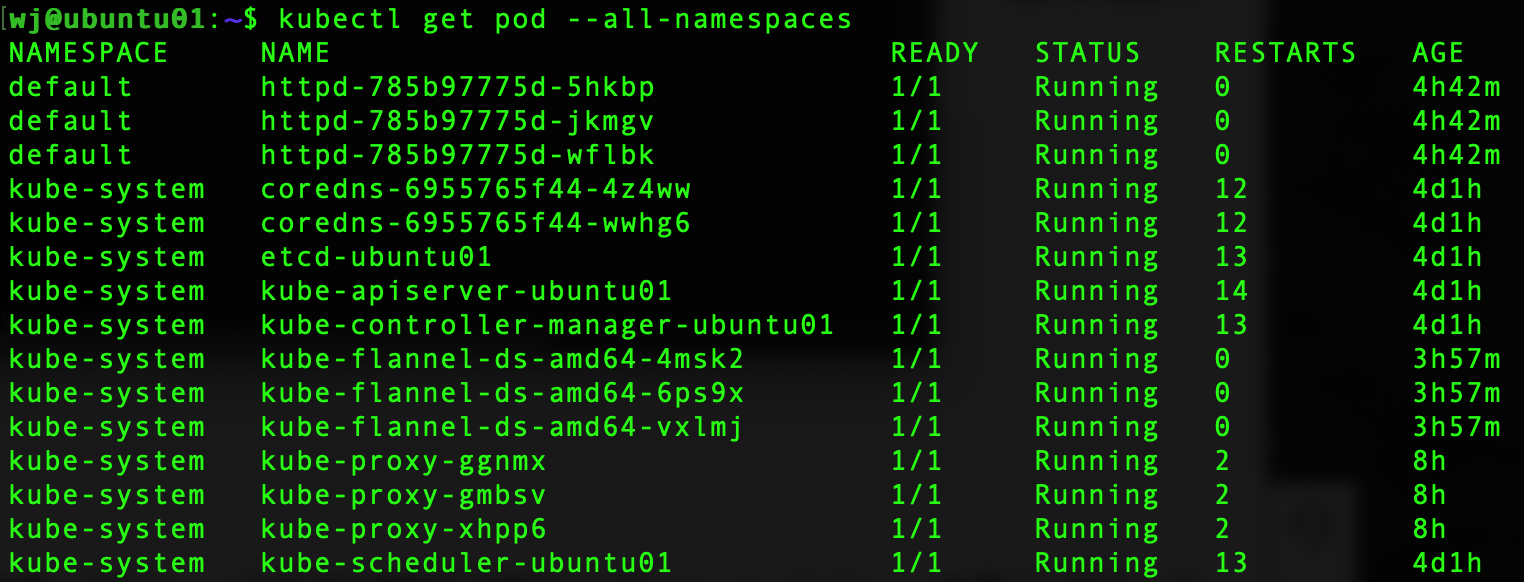 [wj@ubuntu01:~$ kubectl get pod --all-namespaces
NAMESPACE     NAME                               READY   STATUS    RESTARTS   AGE
default       httpd-785b97775d-5hkbp             1/1     Running   0          4h42m
default       httpd-785b97775d-jkmgv             1/1     Running   0          4h42m
default       httpd-785b97775d-wflbk             1/1     Running   0          4h42m
kube-system   coredns-6955765f44-4z4ww           1/1     Running   12         4d1h
kube-system   coredns-6955765f44-wwhg6           1/1     Running   12         4d1h
kube-system   etcd-ubuntu01                      1/1     Running   13         4d1h
kube-system   kube-apiserver-ubuntu01            1/1     Running   14         4d1h
kube-system   kube-controller-manager-ubuntu01   1/1     Running   13         4d1h
kube-system   kube-flannel-ds-amd64-4msk2        1/1     Running   0          3h57m
kube-system   kube-flannel-ds-amd64-6ps9x        1/1     Running   0          3h57m
kube-system   kube-flannel-ds-amd64-vxlmj        1/1     Running   0          3h57m
kube-system   kube-proxy-ggnmx                   1/1     Running   2          8h
kube-system   kube-proxy-gmbsv                   1/1     Running   2          8h
kube-system   kube-proxy-xhpp6                   1/1     Running   2          8h
kube-system   kube-scheduler-ubuntu01            1/1     Running   13         4d1h